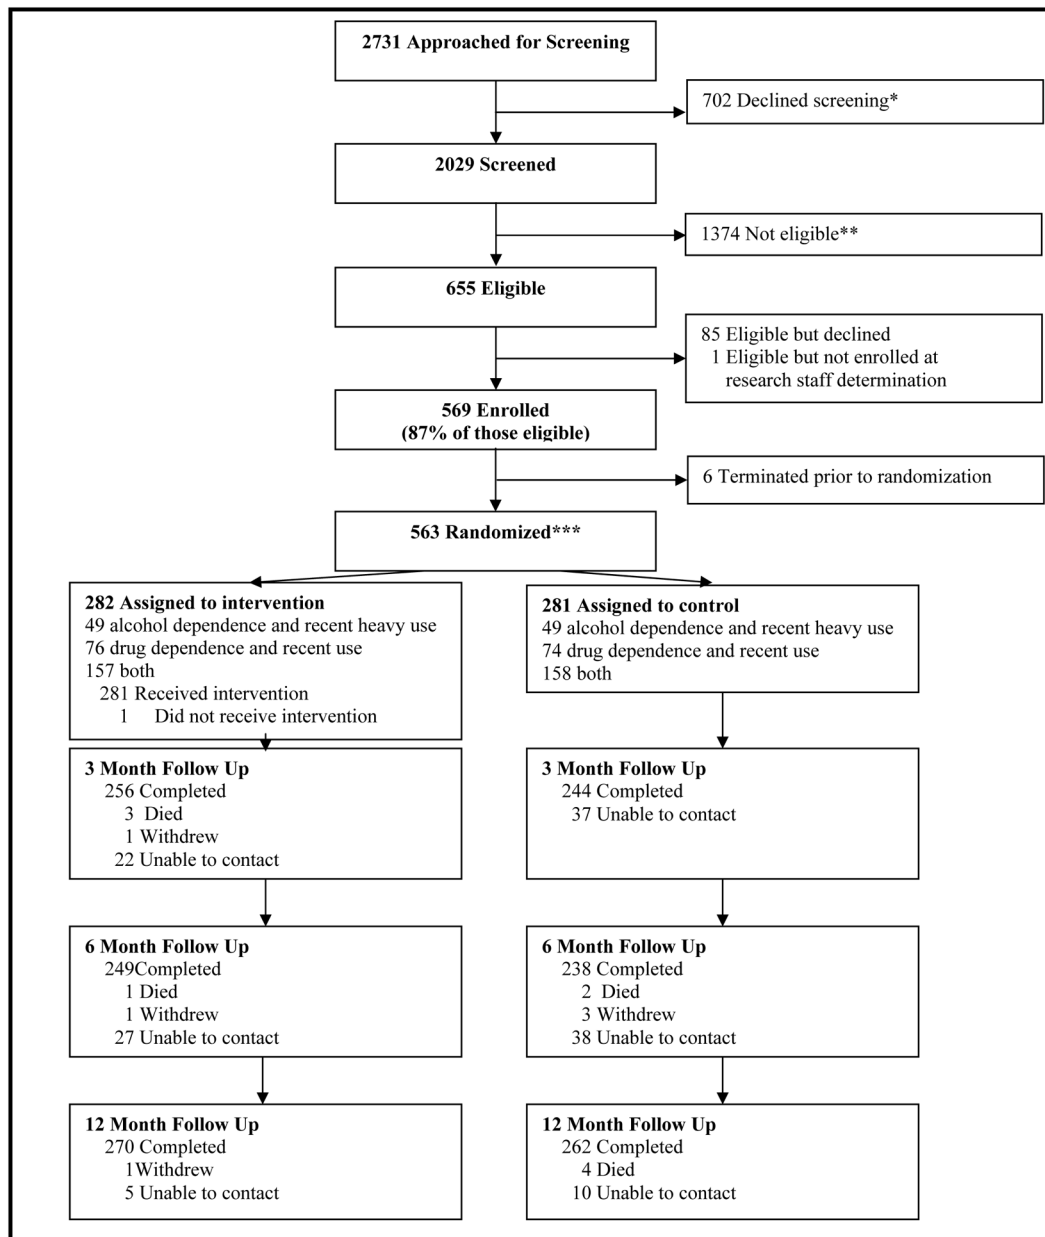 2731 Approached for Screening
702 Declined screening*
2029 Screened
1374 Not eligible**
655 Eligible
85 Eligible but declined
1 Eligible but not enrolled at
research staff determination
569 Enrolled
(87% of those eligible)
6 Terminated prior to randomization
563 Randomized***
282 Assigned to intervention
49 alcohol dependence and recent heavy use
76 drug dependence and recent use
157 both
281 Received intervention
1 Did not receive intervention
281 Assigned to control
49 alcohol dependence and recent heavy use
74 drug dependence and recent use
158 both
3 Month Follow Up
256 Completed
3 Died
1 Withdrew
22 Unable to contact
3 Month Follow Up
244 Completed
37 Unable to contact
6 Month Follow Up
249Completed
1 Died
1 Withdrew
27 Unable to contact
6 Month Follow Up
238 Completed
2 Died
3 Withdrew
38 Unable to contact
12 Month Follow Up
270 Completed
1Withdrew
5 Unable to contact
12 Month Follow Up
262 Completed
4 Died
10 Unable to contact